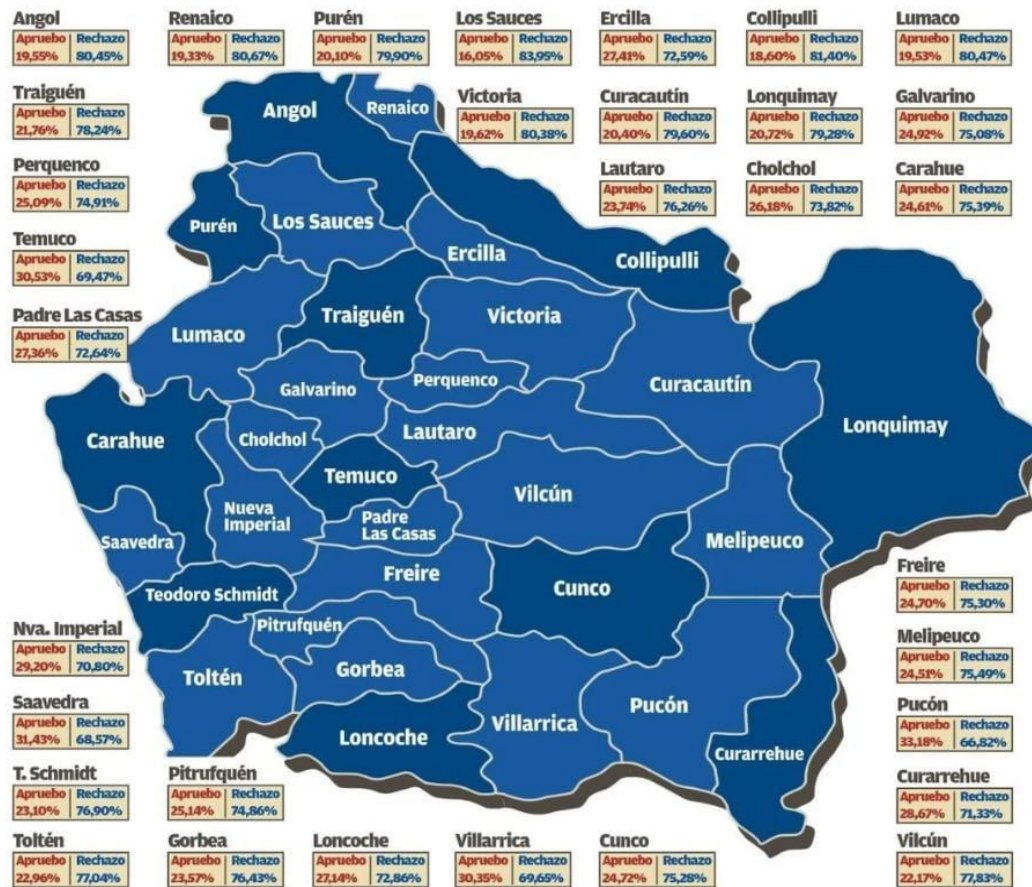 Angol
Apruebo Rechazo
19,55% 80,45%
Renaico
Apruebo Rechazo
19,33% 80,67%
Purén
Apruebo Rechazo
20,10% 79,90%
Los Sauces
Apruebo Rechazo
16,05% 83,95%
Ercilla
Apruebo Rechazo
27,41% 72,59%
Collipulli
Apruebo Rechazo
18,60% 81,40%
Lumaco
Apruebo Rechazo
19,53% 80,47%
Traiguén
Apruebo Rechazo
21,76% 78,24%
Victoria
Apruebo Rechazo
19,62% 80,38%
Curacautín
Apruebo Rechazo
20,40% 79,60%
Lonquimay
Apruebo Rechazo
20,72% 79,28%
Galvarino
Apruebo Rechazo
24,92% 75,08%
Perquenco
Apruebo Rechazo
25,09% 74,91%
Lautaro
Apruebo Rechazo
23,74% 76,26%
Cholchol
Apruebo Rechazo
26,18% 73,82%
Carahue
Apruebo Rechazo
24,61% 75,39%
Temuco
Apruebo Rechazo
30,53% 69,47%
Padre Las Casas
Apruebo Rechazo
27,36% 72,64%
Angol
Renaico
Purén
Los Sauces
Ercilla
Collipulli
Lumaco
Traiguén
Victoria
Galvarino
Perquenco
Curacautín
Lonquimay
Carahue
Cholchol
Lautaro
Temuco
Vilcún
Nueva
Imperial
Padre
Las Casas
Saavedra
Melipeuco
Freire
Cunco
Teodoro Schmidt
Pitrufquén
Toltén
Gorbea
Villarrica
Pucón
Loncoche
Curarrehue
Freire
Apruebo Rechazo
24,70% 75,30%
Nva. Imperial
Apruebo Rechazo
29,20% 70,80%
Melipeuco
Apruebo Rechazo
24,51% 75,49%
Saavedra
Apruebo Rechazo
31,43% 68,57%
Pucón
Apruebo Rechazo
33,18% 66,82%
T. Schmidt
Apruebo Rechazo
23,10% 76,90%
Pitrufquén
Apruebo Rechazo
25,14% 74,86%
Curarrehue
Apruebo Rechazo
28,67% 71,33%
Toltén
Apruebo Rechazo
22,96% 77,04%
Gorbea
Apruebo Rechazo
23,57% 76,43%
Loncoche
Apruebo Rechazo
27,14% 72,86%
Villarrica
Apruebo Rechazo
30,35% 69,65%
Cunco
Apruebo Rechazo
24,72% 75,28%
Vilcún
Apruebo Rechazo
22,17% 77,83%